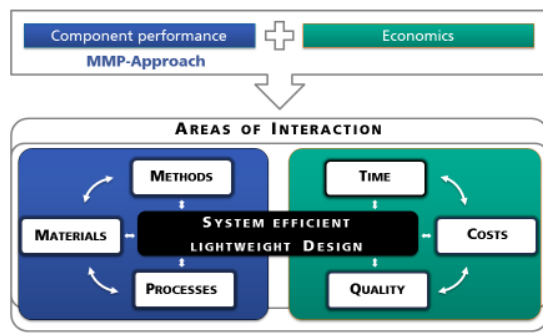 Component performance
Economics
MMP-Approach
AREAS OF INTERACTION
METHODS
TIME
MATERIALS
SYSTEM EFFICIENT
LIGHTWEIGHT DESIGN
COSTS
PROCESSES
QUALITY